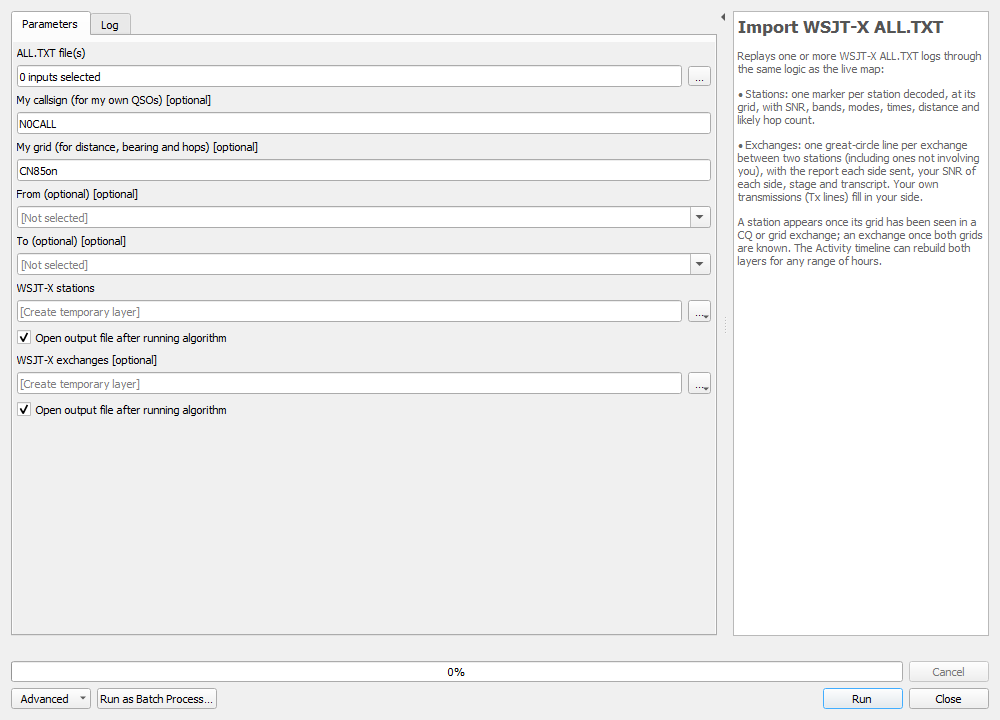 Parameters
Log
ALL.TXT file(s)
0 inputs selected
...
My callsign (for my own QSOs) [optional]
N0CALL
My grid (for distance, bearing and hops) [optional]
CN85on
From (optional) [optional]
[Not selected]
To (optional) [optional]
[Not selected]
WSJT-X stations
[Create temporary layer]
...
Open output file after running algorithm
WSJT-X exchanges [optional]
[Create temporary layer]
...
Open output file after running algorithm
Import WSJT-X ALL.TXT
Replays one or more WSJT-X ALL.TXT logs through
the same logic as the live map:
• Stations: one marker per station decoded, at its
grid, with SNR, bands, modes, times, distance and
likely hop count.
• Exchanges: one great-circle line per exchange
between two stations (including ones not involving
you), with the report each side sent, your SNR of
each side, stage and transcript. Your own
transmissions (Tx lines) fill in your side.
A station appears once its grid has been seen in a
CQ or grid exchange; an exchange once both grids
are known. The Activity timeline can rebuild both
layers for any range of hours.
0%
Cancel
Advanced
Run as Batch Process...
Run
Close